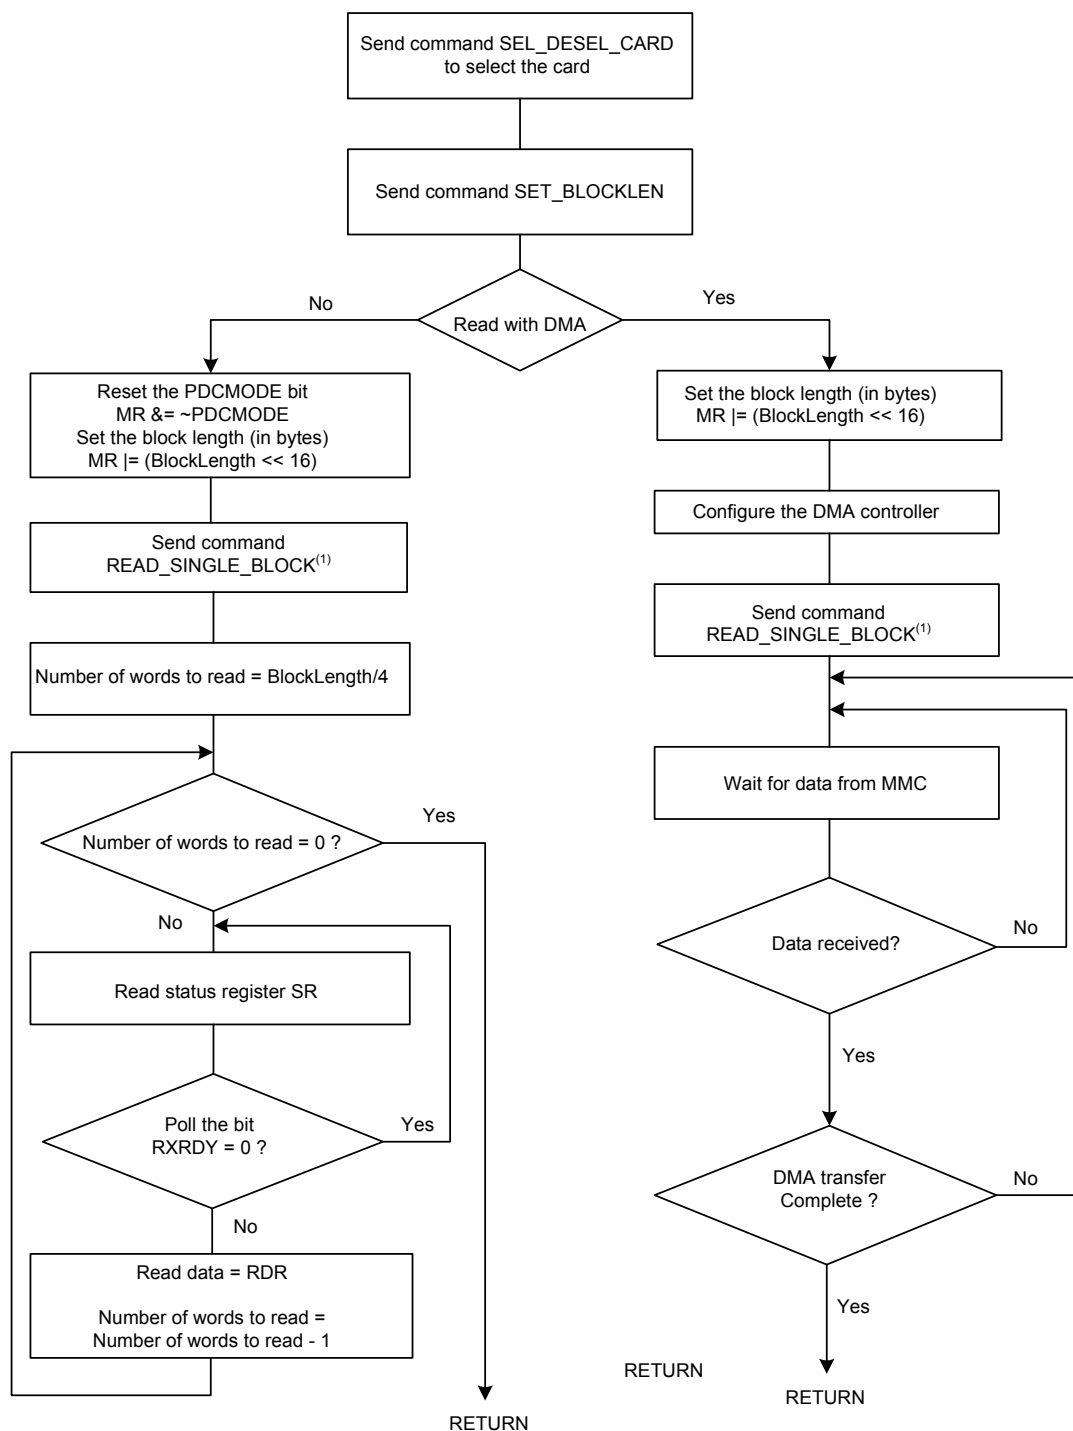 Send command SEL_DESEL_CARD
to select the card
Send command SET_BLOCKLEN
No
Yes
Read with DMA
Reset the PDCMODE bit
MR &= ~PDCMODE
Set the block length (in bytes)
MR |= (BlockLength << 16)
Send command
READ_SINGLE_BLOCK(1)
Number of words to read = BlockLength/4
Number of words to read = 0 ?
Yes
No
Read status register SR
Poll the bit
RXRDY = 0 ?
Yes
No
Read data = RDR
Number of words to read =
Number of words to read - 1
RETURN
Set the block length (in bytes)
MR |= (BlockLength << 16)
Configure the DMA controller
Send command
READ_SINGLE_BLOCK(1)
Wait for data from MMC
Data received?
No
Yes
DMA transfer
Complete ?
No
Yes
RETURN
RETURN